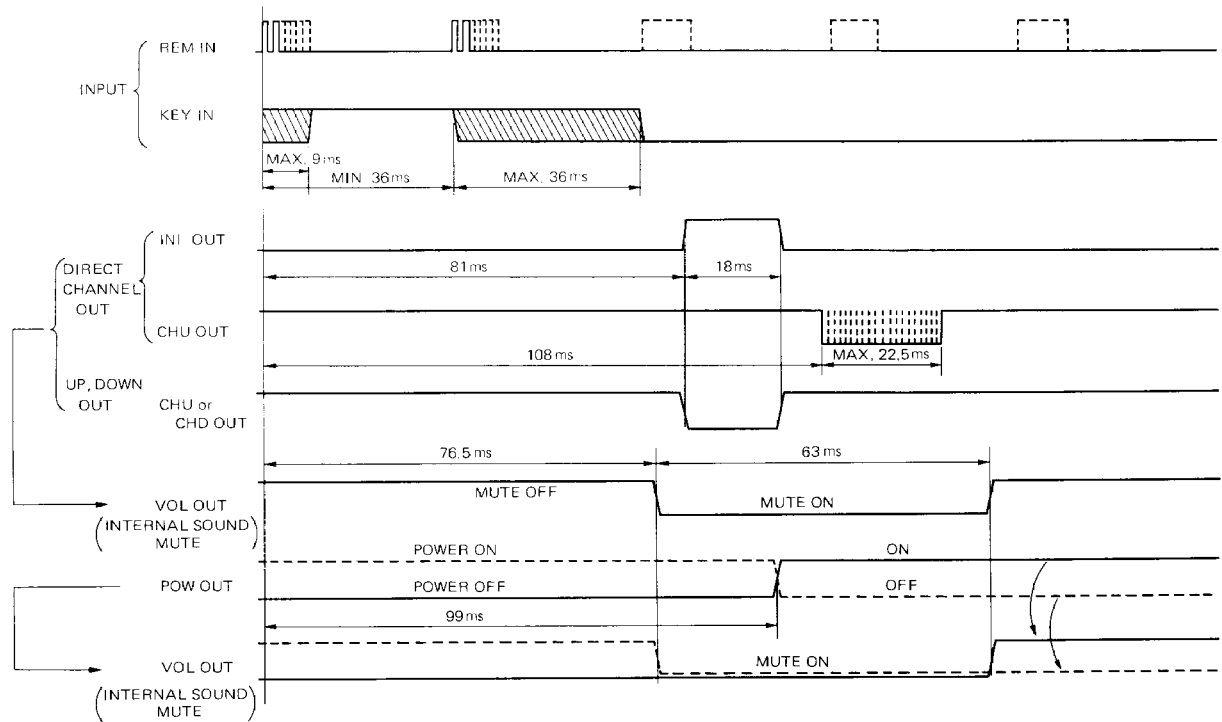 REM IN
INPUT
KEY IN
MAX, 9ms
MIN 36ms
MAX, 36ms
INI OUT
DIRECT
CHANNEL
OUT
81ms
18ms
CHU OUT
108ms
MAX, 22,5ms
UP, DOWN
OUT
CHU or
CHD OUT
76,5ms
63ms
MUTE OFF
VOL OUT
MUTE ON
(INTERNAL SOUND
MUTE)
POWER ON
ON
POW OUT
POWER OFF
OFF
99ms
VOL OUT
MUTE ON
(INTERNAL SOUND
MUTE)